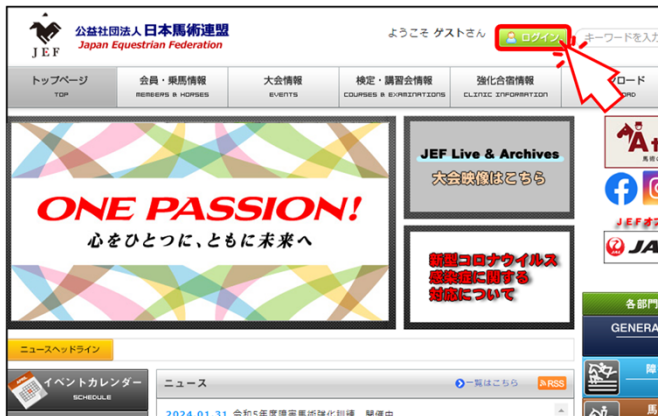 公益社団法人 日本馬術連盟
Japan Equestrian Federation
JEF
ようこそ ゲストさん
ログイン
キーワードを入力
トップページ
TOP
会員・乗馬情報
MEMBERS & HORSES
大会情報
EVENTS
検定・講習会情報
COURSES & EXAMINATIONS
強化合宿情報
CLINIC INFORMATION
ロード
ONE PASSION!
心をひとつに、ともに未来へ
JEF Live & Archives
大会映像はこちら
新型コロナウイルス
感染症に関する
対応について
JEFオフ
JA
各部門
GENERA
障
馬
ニュースヘッドライン
イベントカレンダー
SCHEDULE
ニュース
一覧はこちら
RSS
2024.01.31 令和5年度障害馬術強化訓練 開催中